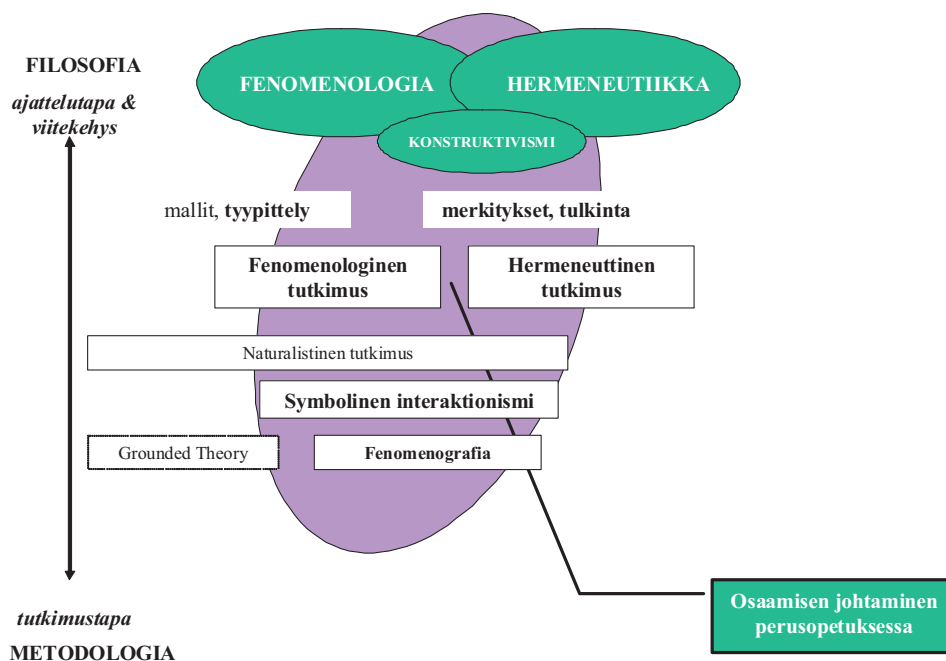 FILOSOFIA
ajattelutapa &
viitekehys
FENOMENOLOGIA
HERMENEUTIIKKA
KONSTRUKTIVISMI
mallit, tyypittely
merkitykset, tulkinta
Fenomenologinen
tutkimus
Hermeneuttinen
tutkimus
Naturalistinen tutkimus
Symbolinen interaktionismi
Grounded Theory
Fenomenografia
Osaamisen johtaminen
perusopetuksessa
tutkimustapa
METODOLOGIA